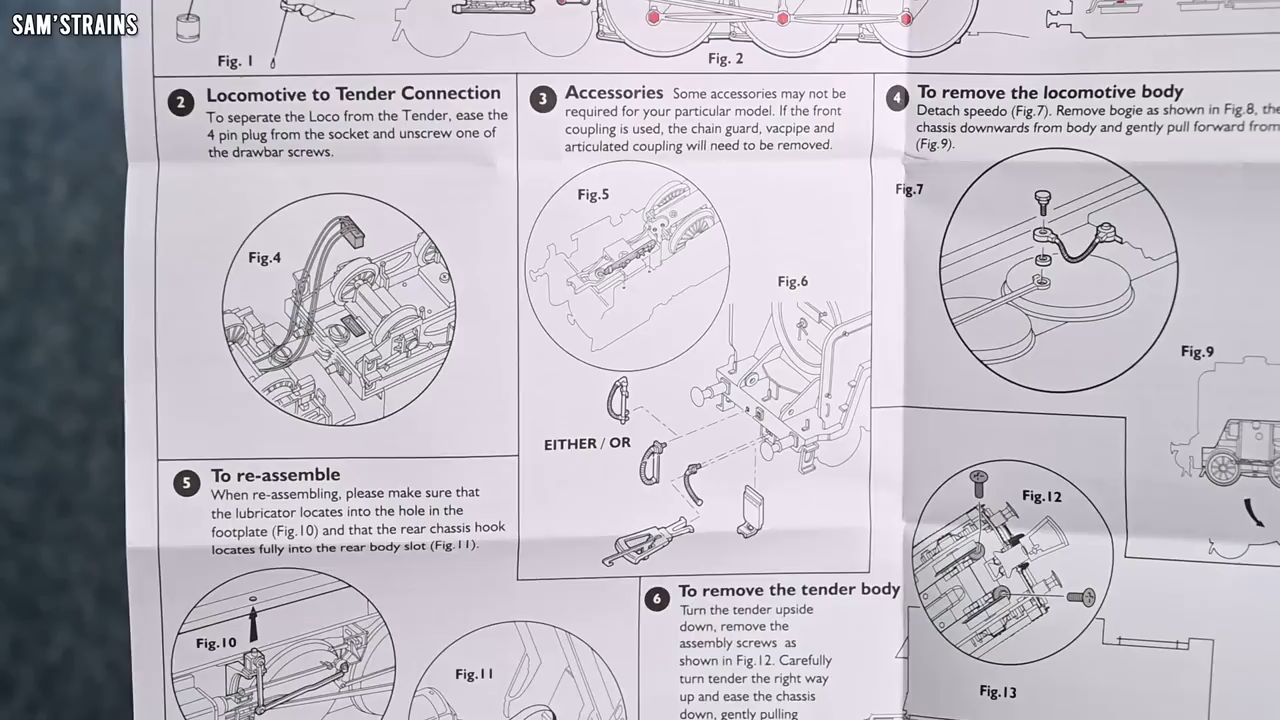 SAM'STRAINS
Fig. 1
Fig. 2
2 Locomotive to Tender Connection
To seperate the Loco from the Tender, ease the
4 pin plug from the socket and unscrew one of
the drawbar screws.
Fig.4
3 Accessories Some accessories may not be
required for your particular model. If the front
coupling is used, the chain guard, vacpipe and
articulated coupling will need to be removed.
Fig.5
Fig.6
EITHER / OR
4 To remove the locomotive body
Detach speedo (Fig.7). Remove bogie as shown in Fig.8, the
chassis downwards from body and gently pull forward from
(Fig.9).
Fig.7
Fig.9
5 To re-assemble
When re-assembling, please make sure that
the lubricator locates into the hole in the
footplate (Fig.10) and that the rear chassis hook
locates fully into the rear body slot (Fig.11).
Fig.10
Fig.11
6 To remove the tender body
Turn the tender upside
down, remove the
assembly screws as
shown in Fig.12. Carefully
turn tender the right way
up and ease the chassis
down, gently pulling
Fig.12
Fig.13